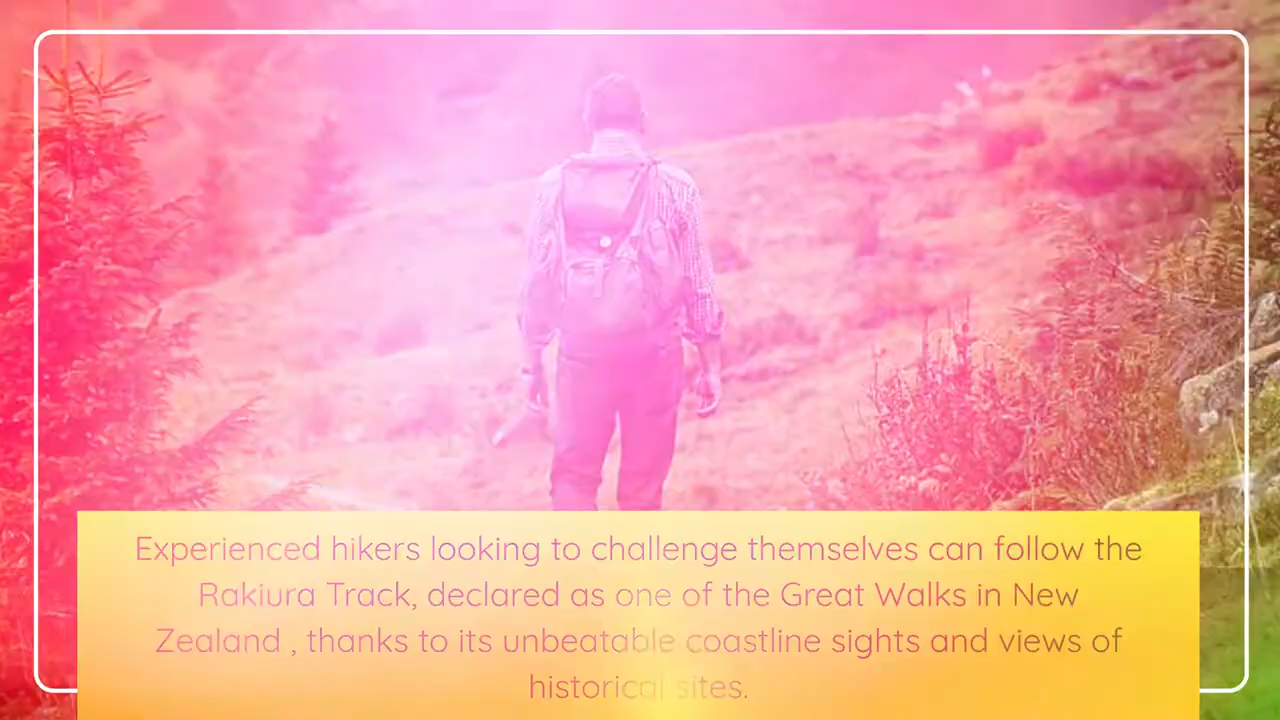 Experienced hikers looking to challenge themselves can follow the
Rakiura Track, declared as one of the Great Walks in New
Zealand , thanks to its unbeatable coastline sights and views of
historical sites.